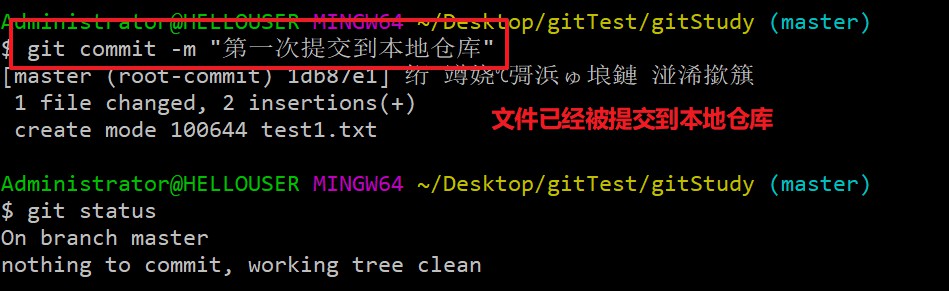 Administrator@HELLOUSER MINGW64 ~/Desktop/gitTest/gitStudy (master)
$ git commit -m "第一次提交到本地仓库"
[master (root-commit) 1db87e1] 绗 竴娆℃彁浜ゅ埌鏈 湴浠撳簱
1 file changed, 2 insertions(+)
create mode 100644 test1.txt
文件已经被提交到本地仓库
Administrator@HELLOUSER MINGW64 ~/Desktop/gitTest/gitStudy (master)
$ git status
On branch master
nothing to commit, working tree clean